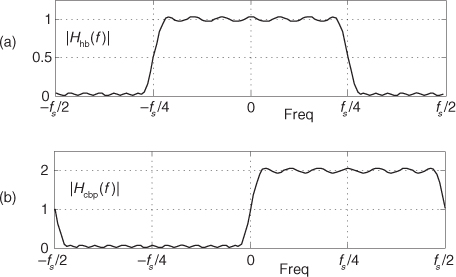 (a)
|H_hb(f)|
1
0.5
0
−f_s/2
−f_s/4
0
Freq
f_s/4
f_s/2
(b)
|H_cbp(f)|
2
1
0
−f_s/2
−f_s/4
0
Freq
f_s/4
f_s/2